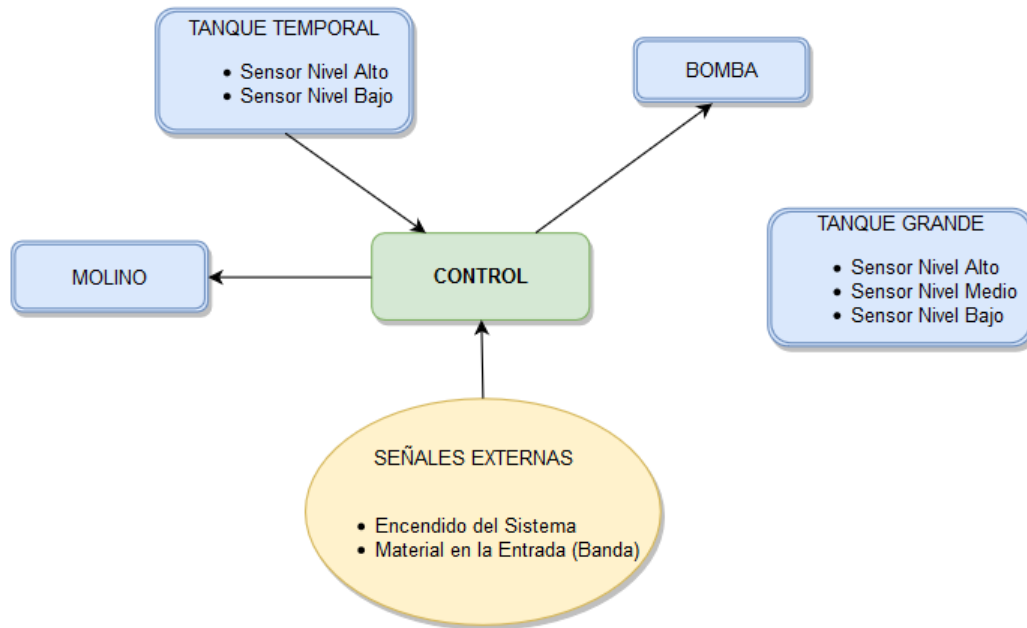 TANQUE TEMPORAL
• Sensor Nivel Alto
• Sensor Nivel Bajo
BOMBA
TANQUE GRANDE
• Sensor Nivel Alto
• Sensor Nivel Medio
• Sensor Nivel Bajo
MOLINO
CONTROL
SEÑALES EXTERNAS
• Encendido del Sistema
• Material en la Entrada (Banda)